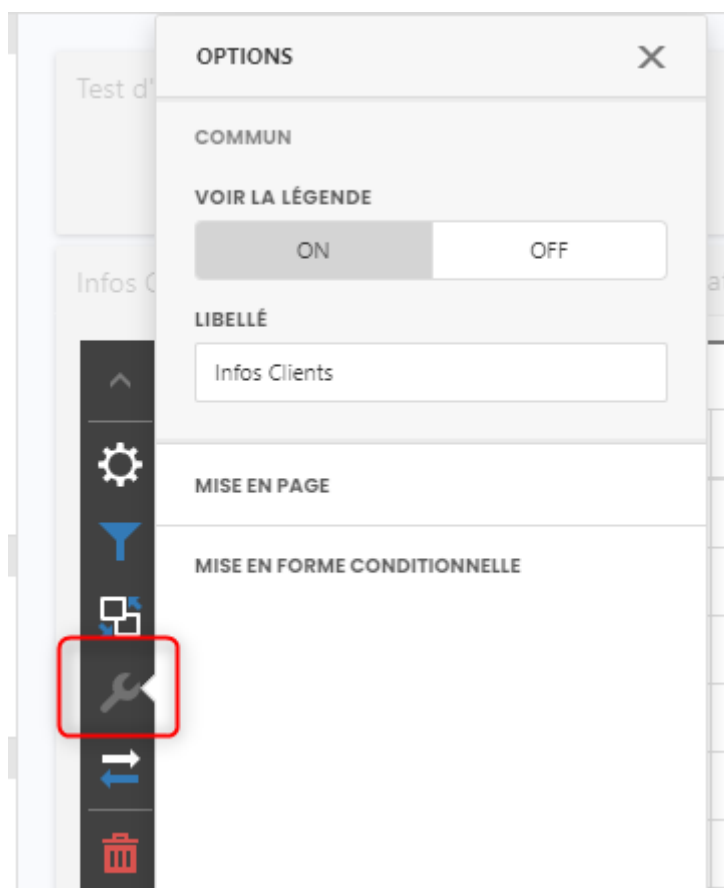 OPTIONS
Test d'
COMMUN
VOIR LA LÉGENDE
ON OFF
Infos C
LIBELLÉ
Infos Clients
MISE EN PAGE
MISE EN FORME CONDITIONNELLE